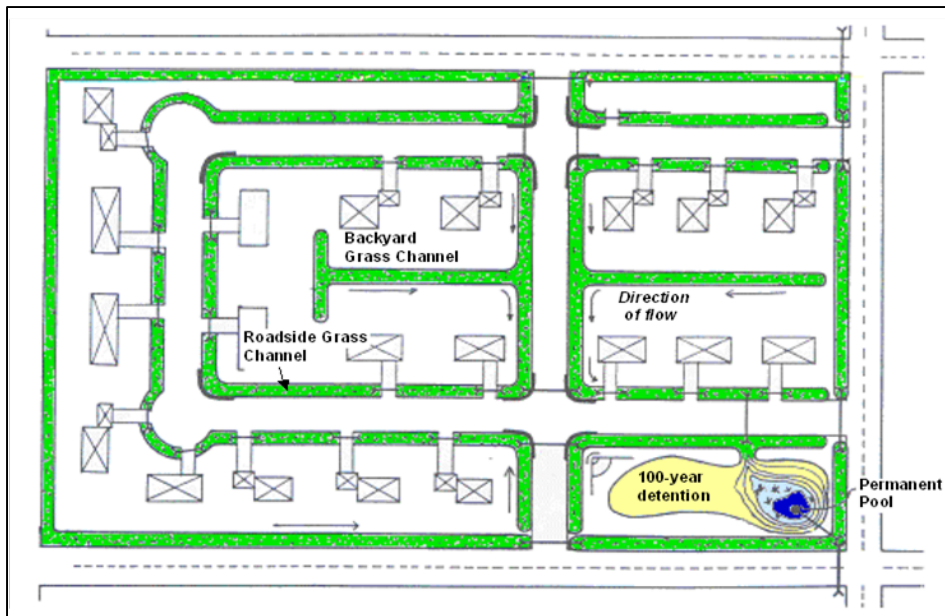 Backyard
Grass Channel
Direction
of flow
Roadside Grass
Channel
100-year
detention
Permanent
Pool